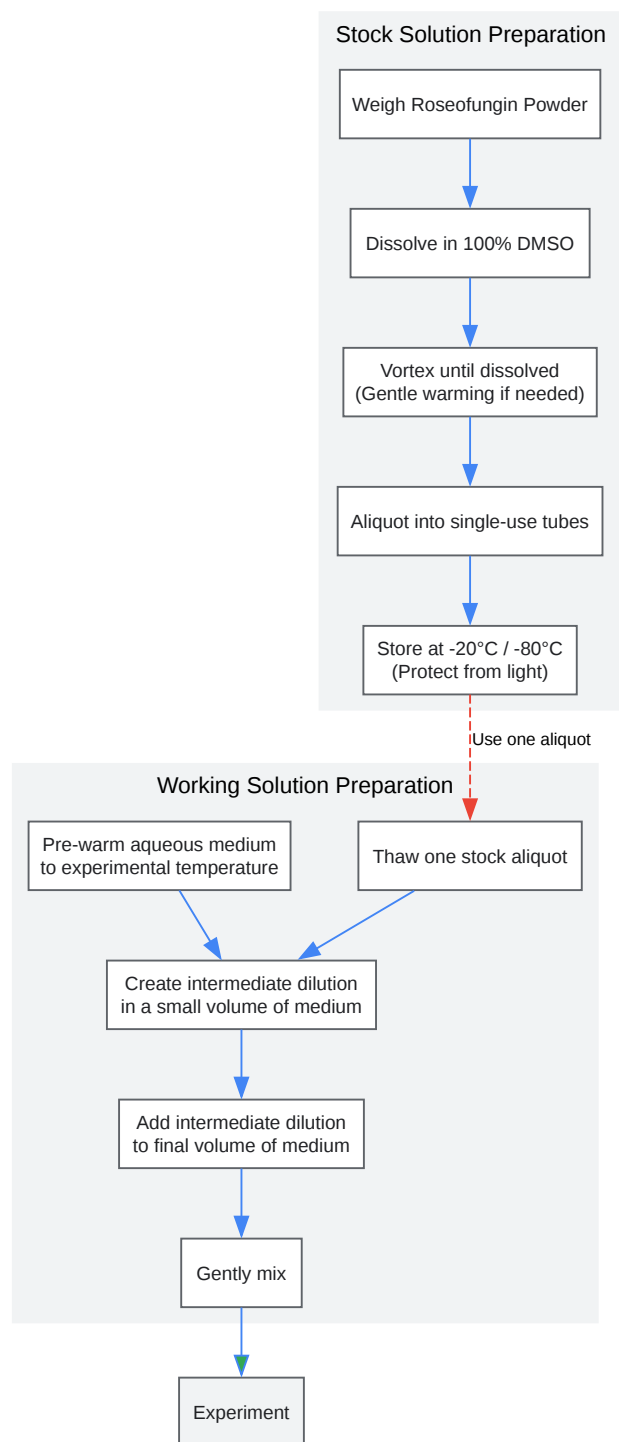 Stock Solution Preparation
Weigh Roseofungin Powder
Dissolve in 100% DMSO
Vortex until dissolved
(Gentle warming if needed)
Aliquot into single-use tubes
Store at -20°C / -80°C
(Protect from light)
Use one aliquot
Working Solution Preparation
Pre-warm aqueous medium
to experimental temperature
Thaw one stock aliquot
Create intermediate dilution
in a small volume of medium
Add intermediate dilution
to final volume of medium
Gently mix
Experiment